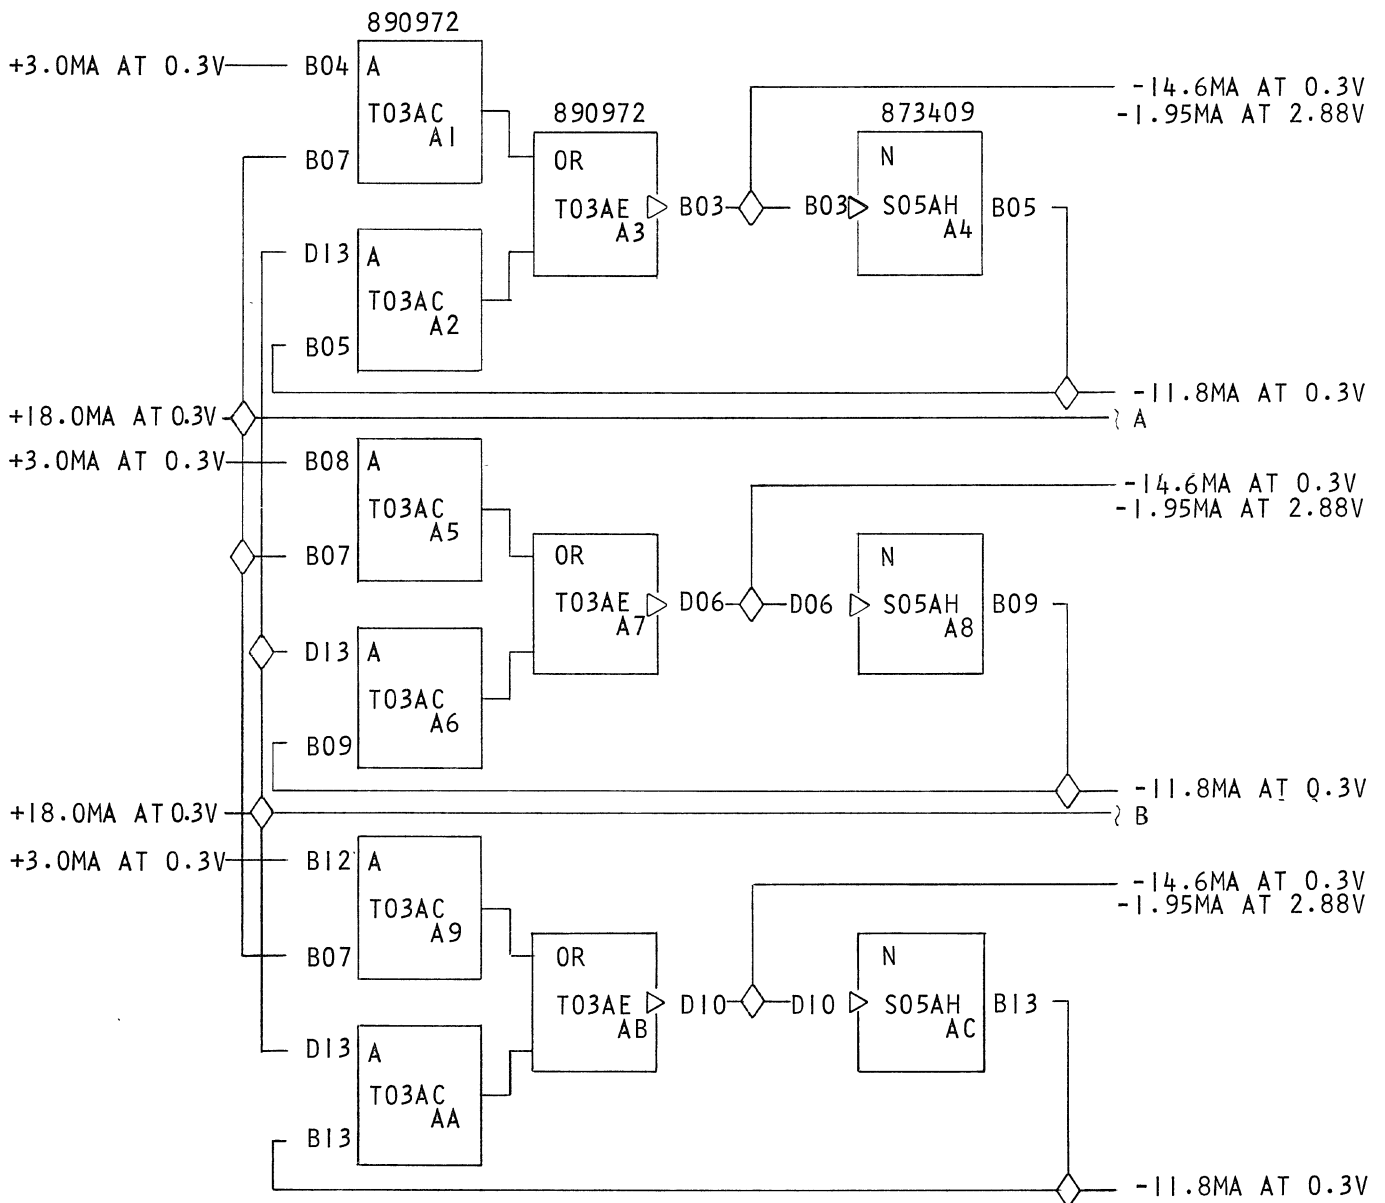 890972
+3.0MA AT 0.3V B04 A
T03AC
A1
B07
890972
OR
T03AE B03
A3
B03
873409
N
S05AH B05
A4
-14.6MA AT 0.3V
-1.95MA AT 2.88V
D13 A
T03AC
A2
B05
-11.8MA AT 0.3V
+18.0MA AT 0.3V
A
+3.0MA AT 0.3V B08 A
T03AC
A5
B07
OR
T03AE D06
A7
D06
N
S05AH B09
A8
-14.6MA AT 0.3V
-1.95MA AT 2.88V
D13 A
T03AC
A6
B09
-11.8MA AT 0.3V
+18.0MA AT 0.3V
B
+3.0MA AT 0.3V B12 A
T03AC
A9
B07
OR
T03AE D10
AB
D10
N
S05AH B13
AC
-14.6MA AT 0.3V
-1.95MA AT 2.88V
D13 A
T03AC
AA
B13
-11.8MA AT 0.3V